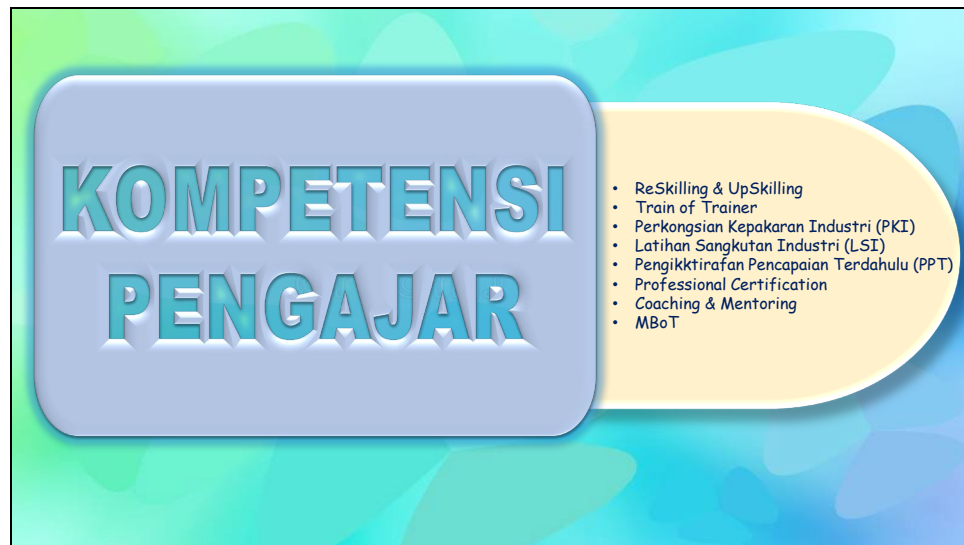 KOMPETENSI
PENGAJAR
• ReSkilling & UpSkilling
• Train of Trainer
• Perkongsian Kepakaran Industri (PKI)
• Latihan Sangkutan Industri (LSI)
• Pengikktirafan Pencapaian Terdahulu (PPT)
• Professional Certification
• Coaching & Mentoring
• MBoT